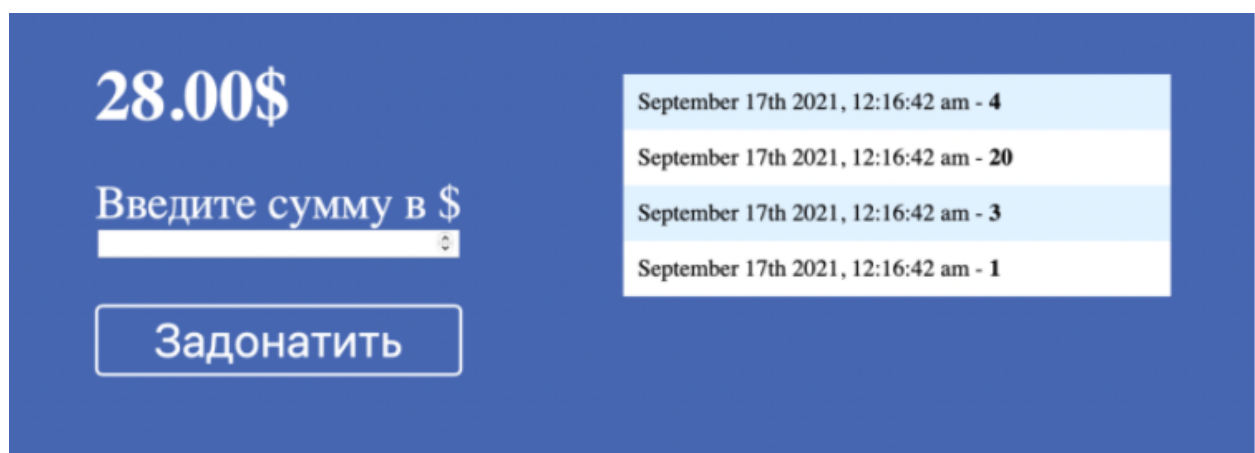 28.00$
Введите сумму в $
Задонатить
September 17th 2021, 12:16:42 am - 4
September 17th 2021, 12:16:42 am - 20
September 17th 2021, 12:16:42 am - 3
September 17th 2021, 12:16:42 am - 1